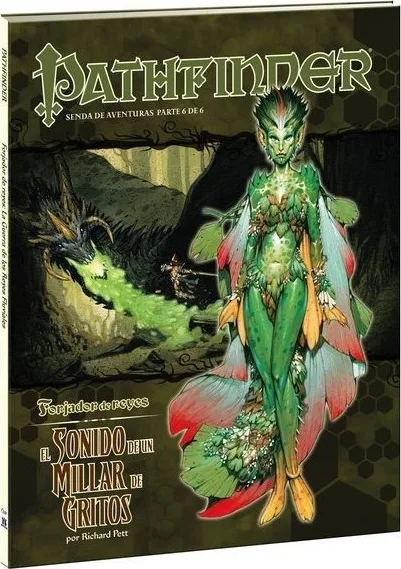 PATHFINDER
SENDA DE AVENTURAS PARTE 6 DE 6
Forjador de reyes
EL SONIDO DE UN
MILLAR DE
GRITOS
por Richard Pett
PATHFINDER
Forjador de reyes: La Guerra de los Reyes Fluviales